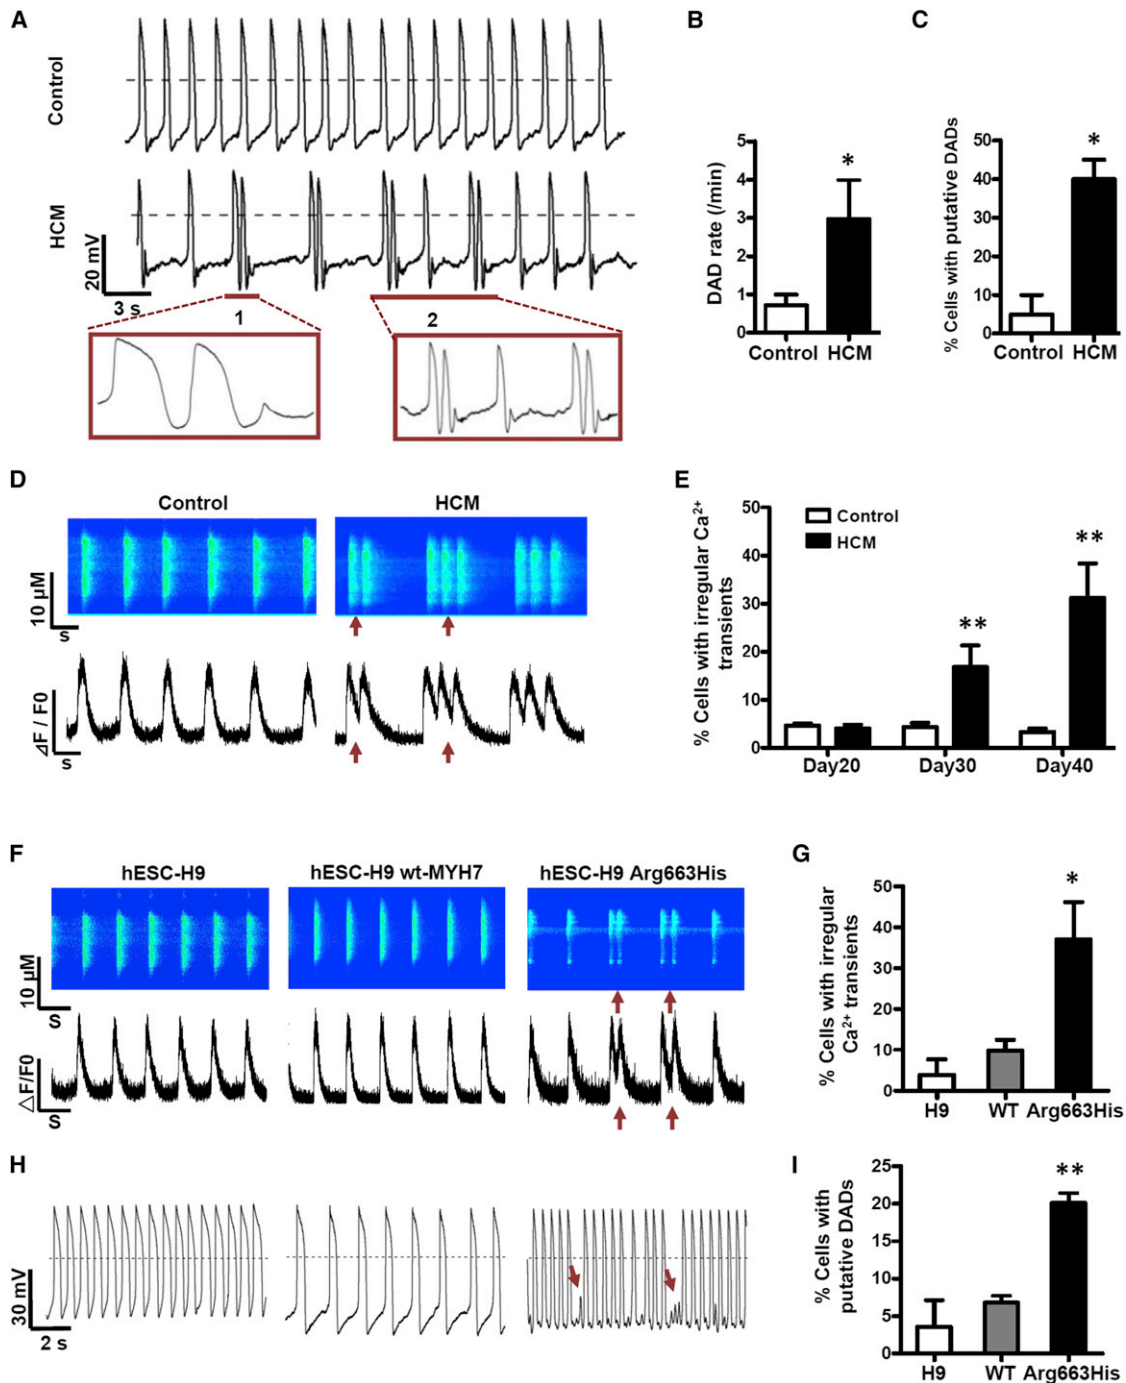 A
Control
HCM
20 mV
3 s
1
2
B
DAD rate (/min)
5
4
3
2
1
0
*
Control HCM
C
% Cells with putative DADs
50
40
30
20
10
0
*
Control HCM
D
Control HCM
10 µM
s
ΔF / F0
s
E
% Cells with irregular Ca2+
transients
50
40
30
20
10
0
Control
HCM
**
**
Day20 Day30 Day40
F
hESC-H9 hESC-H9 wt-MYH7 hESC-H9 Arg663His
10 µM
S
△F/F0
S
G
% Cells with irregular
Ca2+ transients
50
40
30
20
10
0
*
H9 WT Arg663His
H
30 mV
2 s
I
% Cells with
putative DADs
25
20
15
10
5
0
**
H9 WT Arg663His